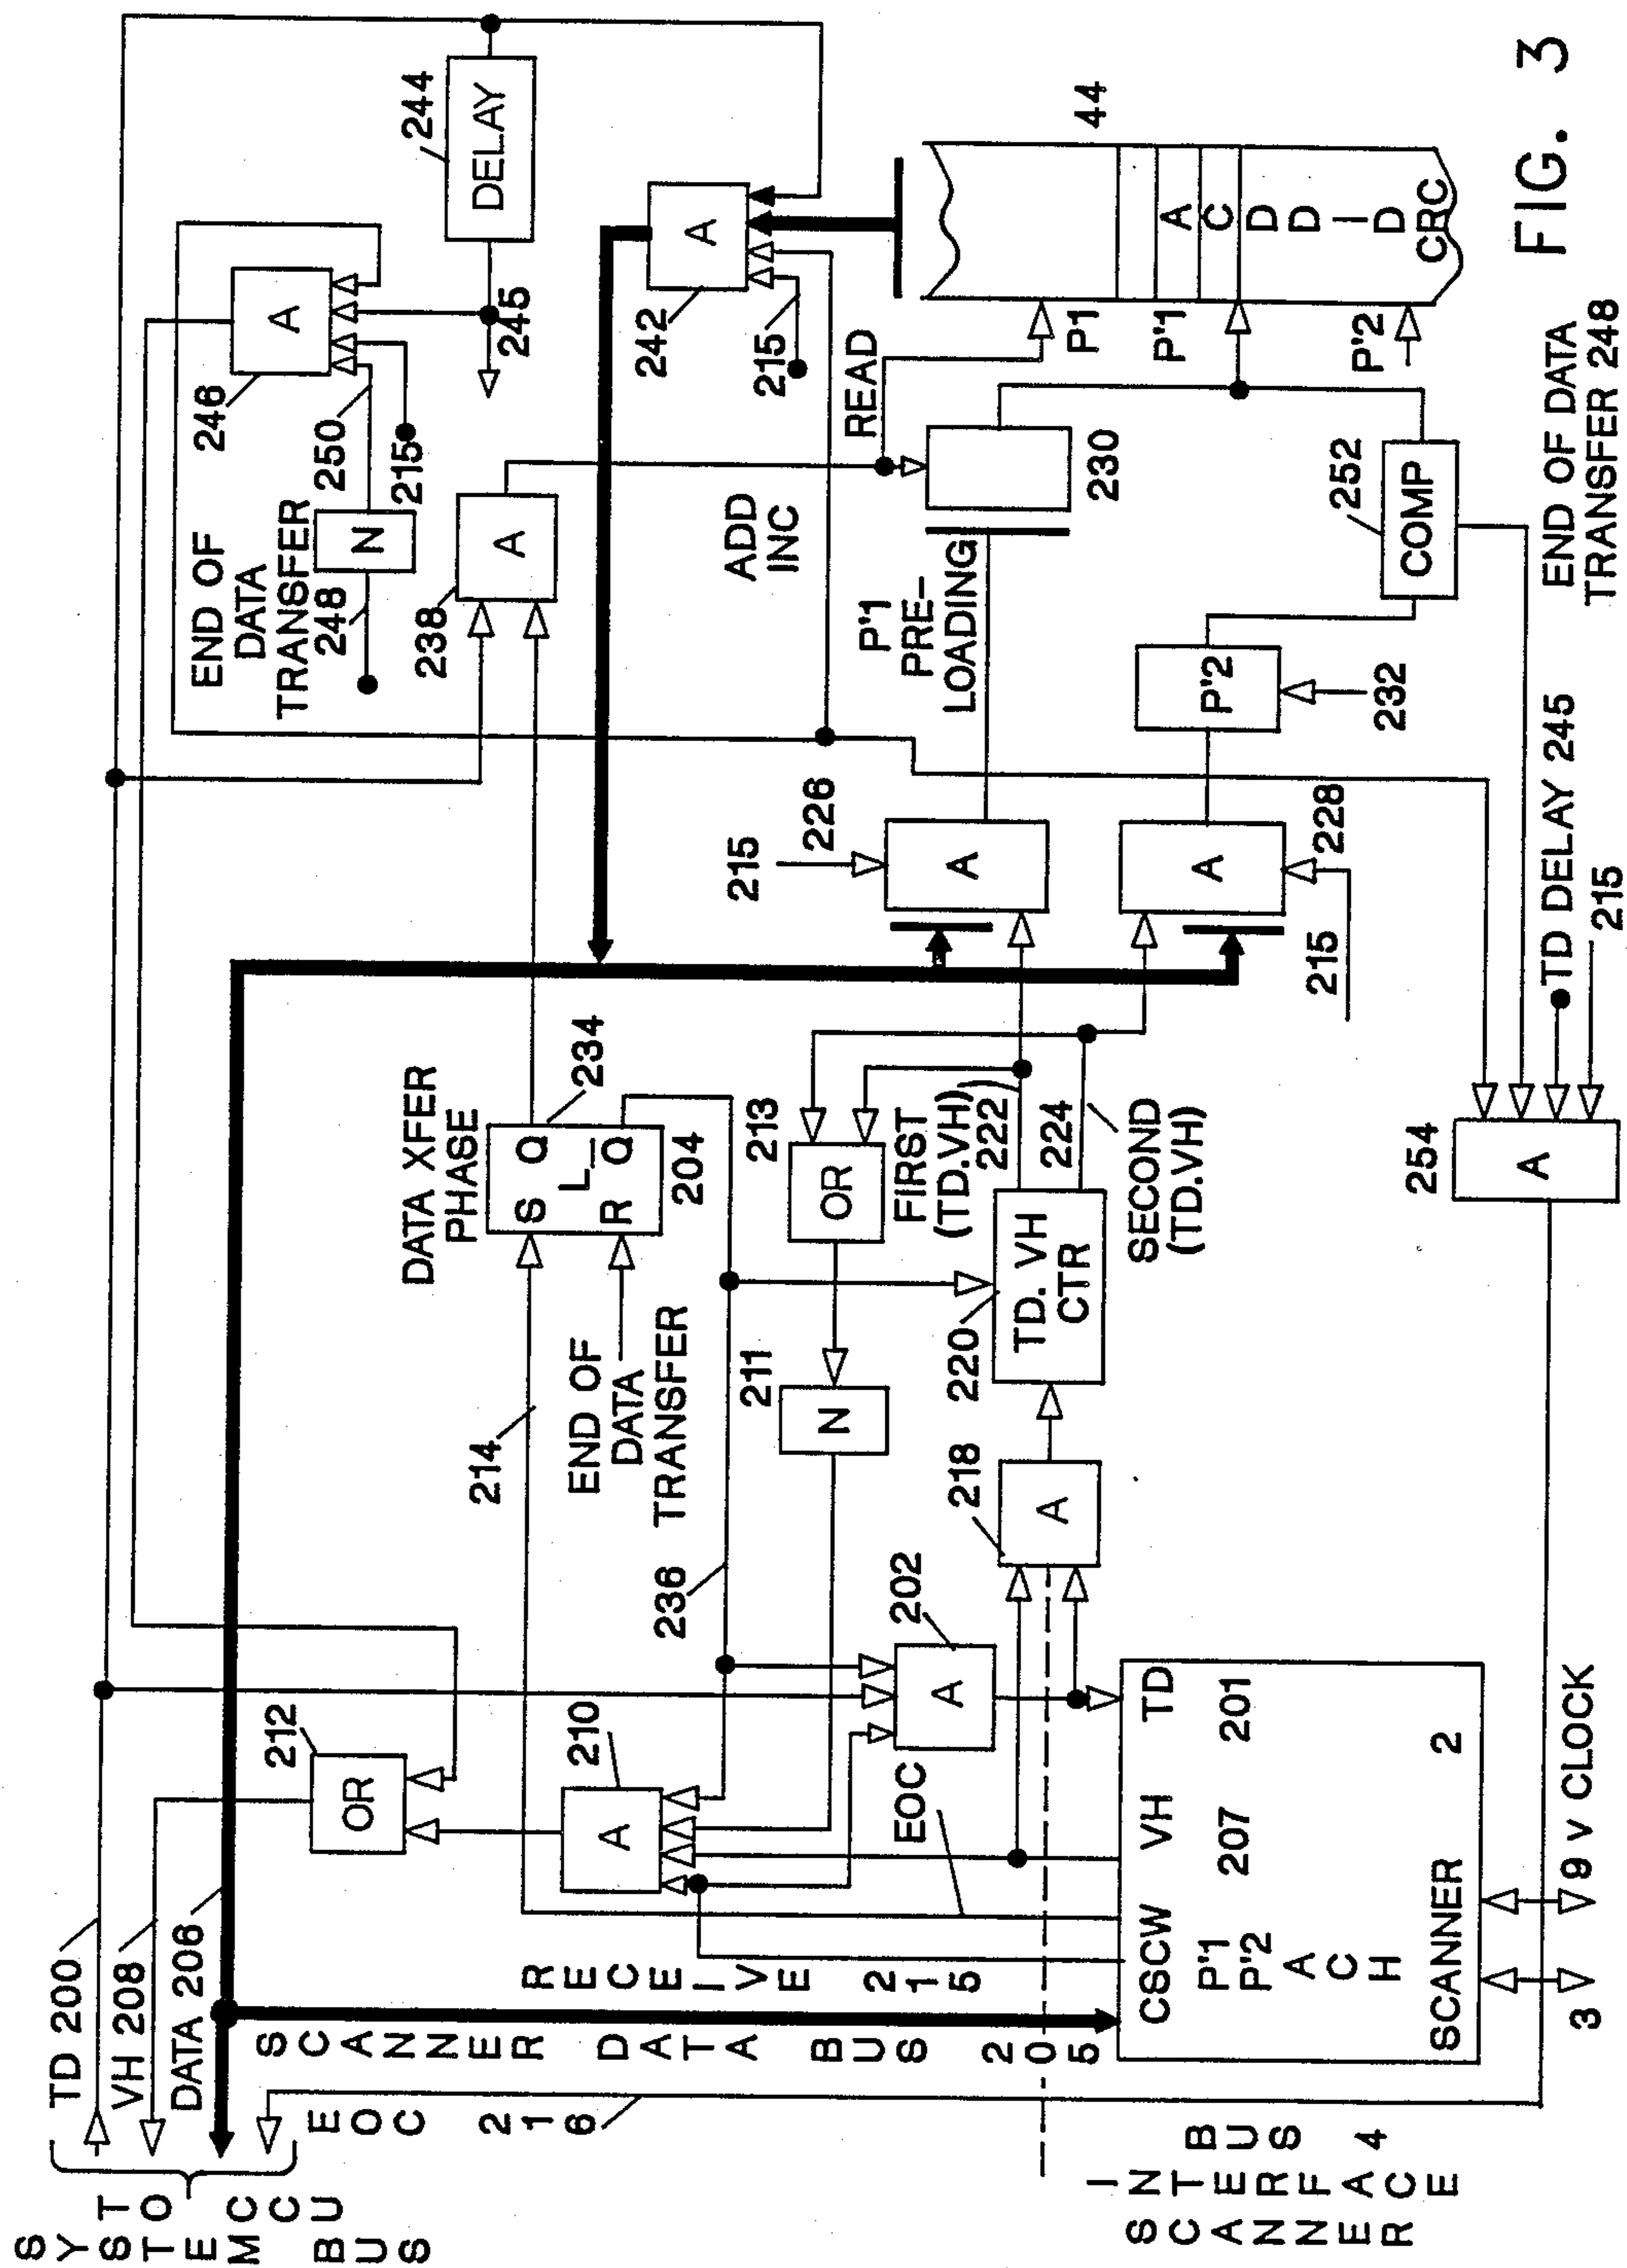 SYSTEM BUS
TO CCU
TD 200
VH 208
DATA 206
EOC 216
SCANNER DATA BUS 205
RECEIVE 215
212
OR
210
A
EOC
236
202
A
214
DATA XFER
PHASE
S Q
L
R Q̅
204
234
END OF
DATA
TRANSFER
211
N
213
OR
218
A
220
TD. VH
CTR
FIRST
(TD.VH)
222
224
SECOND
(TD.VH)
CSCW VH TD
207 201
P'1
P'2
A
C
H
SCANNER 2
3
9 v CLOCK
SCANNER
INTERFACE
BUS 4
254
A
TD DELAY 245
215
END OF DATA
TRANSFER 248
215
226
A
228
A
215
P'1
PRE-
LOADING
P'2
232
252
COMP
230
ADD
INC
READ
238
A
END OF
DATA
TRANSFER
248
N
250
215
246
A
245
244
DELAY
242
A
215
44
P1
P'1
P'2
A
C
D
D
I
D
CRC
FIG. 3